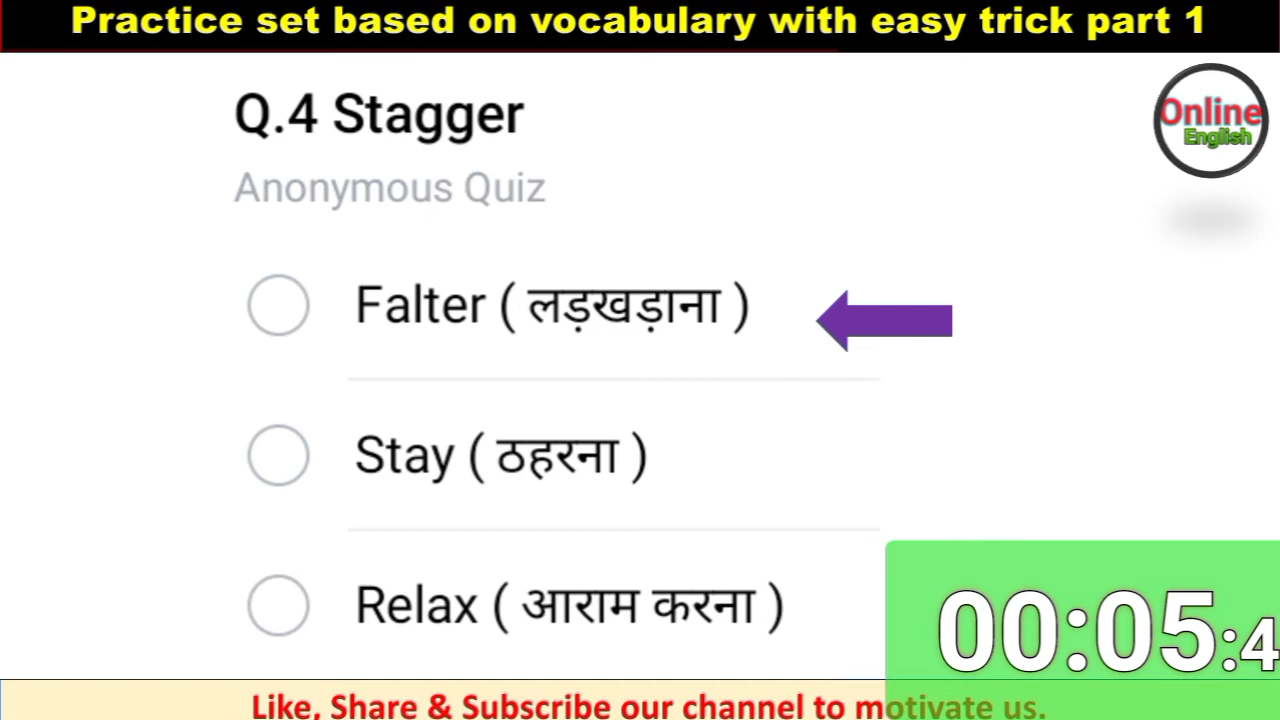 Practice set based on vocabulary with easy trick part 1
Online
English
Q.4 Stagger
Anonymous Quiz
Falter ( लड़खड़ाना )
Stay ( ठहरना )
Relax ( आराम करना )
00:05:4
Like, Share & Subscribe our channel to motivate us.